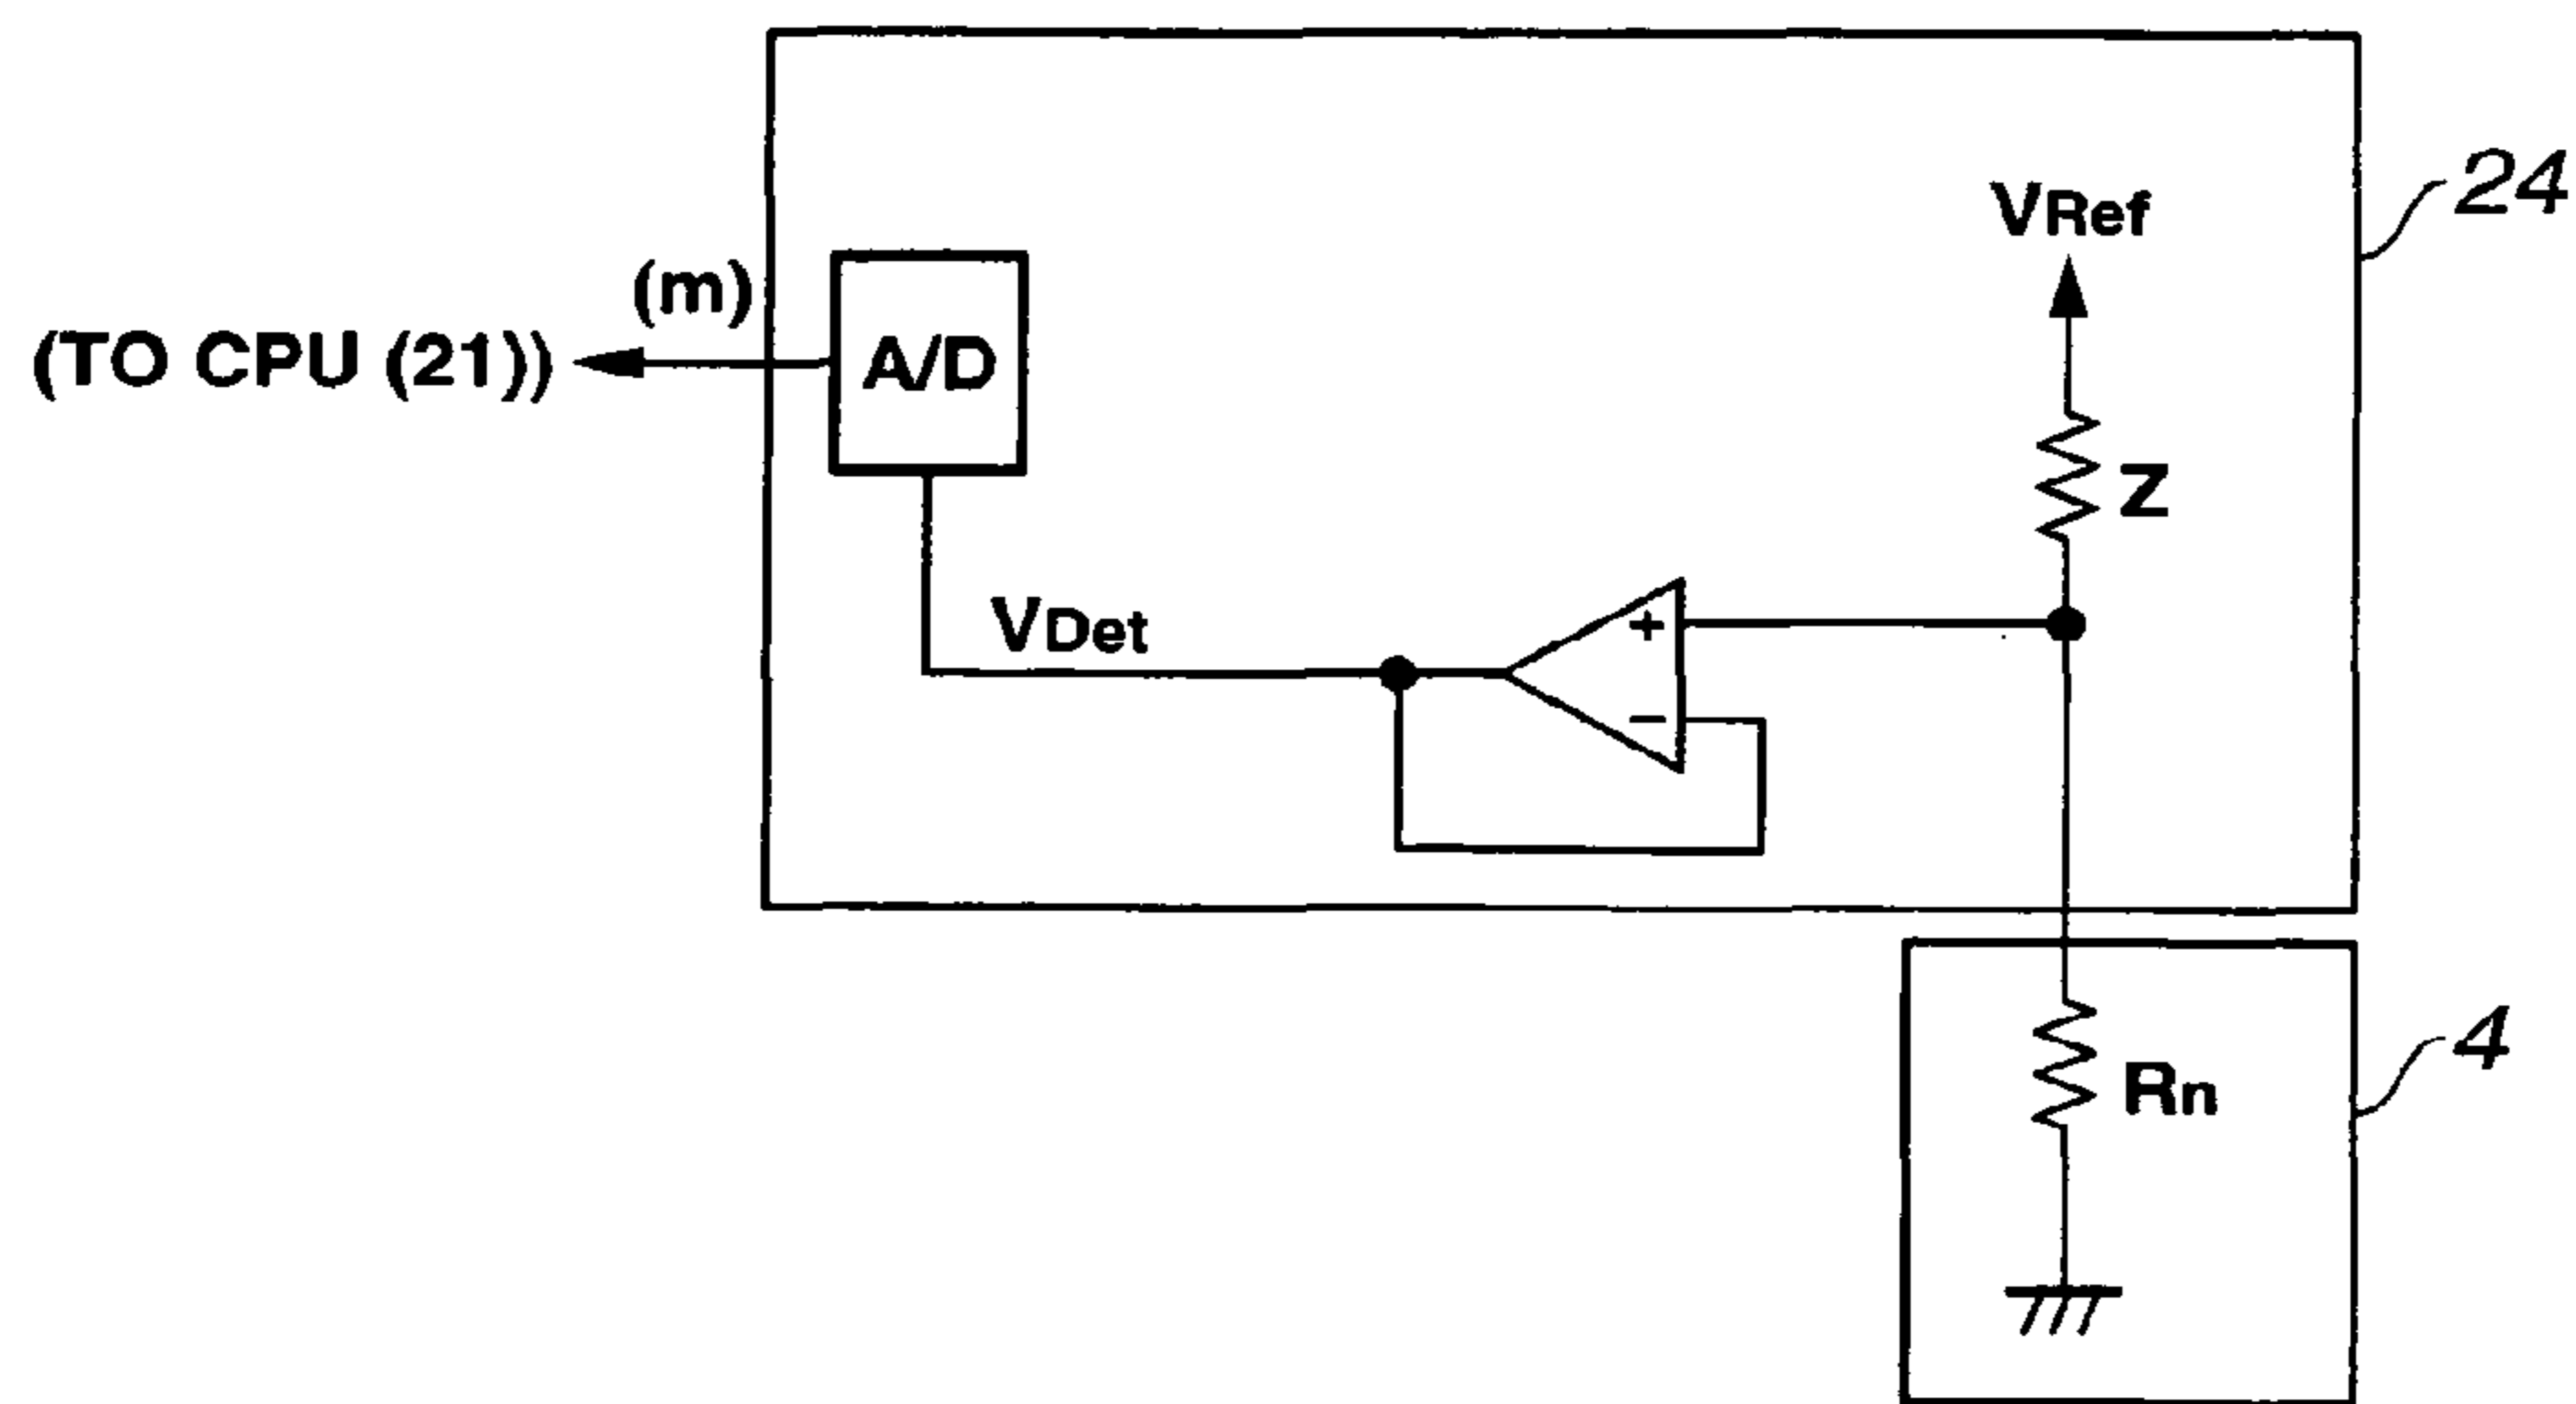 24
VRef
(m)
(TO CPU (21))
A/D
Z
VDet
+
−
4
Rn